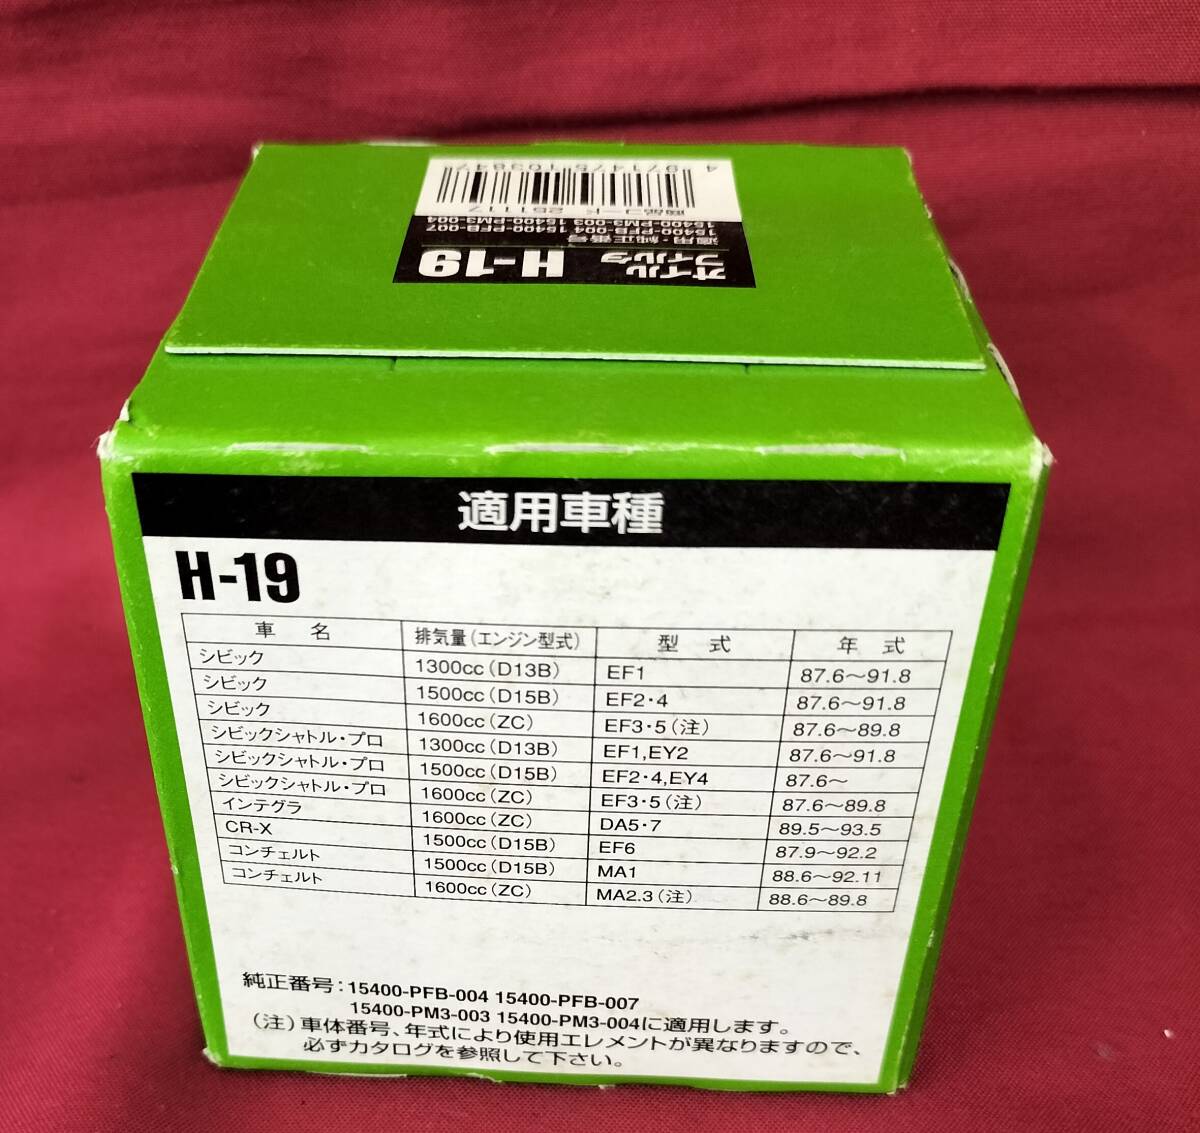 4971475103847
商品コード 251117
15400-PM3-003 15400-PM3-004
15400-PFB-004 15400-PFB-007
適用・純正番号
オイル
フィルタ H-19
適用車種
H-19
車 名 排気量(エンジン型式) 型 式 年 式
シビック 1300cc(D13B) EF1 87.6〜91.8
シビック 1500cc(D15B) EF2・4 87.6〜91.8
シビック 1600cc(ZC) EF3・5(注) 87.6〜89.8
シビックシャトル・プロ 1300cc(D13B) EF1,EY2 87.6〜91.8
シビックシャトル・プロ 1500cc(D15B) EF2・4,EY4 87.6〜
シビックシャトル・プロ 1600cc(ZC) EF3・5(注) 87.6〜89.8
インテグラ 1600cc(ZC) DA5・7 89.5〜93.5
CR-X 1500cc(D15B) EF6 87.9〜92.2
コンチェルト 1500cc(D15B) MA1 88.6〜92.11
コンチェルト 1600cc(ZC) MA2.3(注) 88.6〜89.8
純正番号:15400-PFB-004 15400-PFB-007
15400-PM3-003 15400-PM3-004に適用します。
(注)車体番号、年式により使用エレメントが異なりますので、
必ずカタログを参照して下さい。